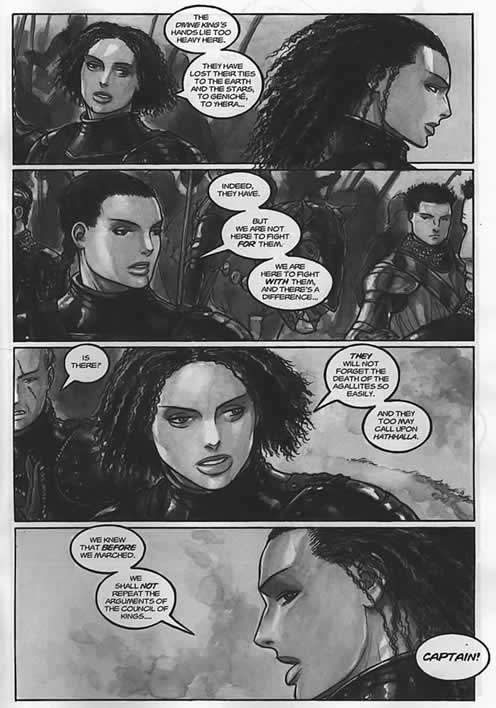 THE
DIVINE KING'S
HANDS LIE TOO
HEAVY HERE.
THEY HAVE
LOST THEIR TIES
TO THE EARTH
AND THE STARS,
TO GENICHÉ,
TO YHERA...
INDEED,
THEY HAVE.
BUT
WE ARE NOT
HERE TO FIGHT
FOR THEM.
WE ARE
HERE TO FIGHT
WITH THEM,
AND THERE'S A
DIFFERENCE...
IS
THERE?
THEY
WILL NOT
FORGET THE
DEATH OF THE
AGALLITES SO
EASILY.
AND THEY
TOO MAY
CALL UPON
HATHHALLA.
WE KNEW
THAT BEFORE
WE MARCHED.
WE
SHALL NOT
REPEAT THE
ARGUMENTS OF
THE COUNCIL OF
KINGS....
CAPTAIN!